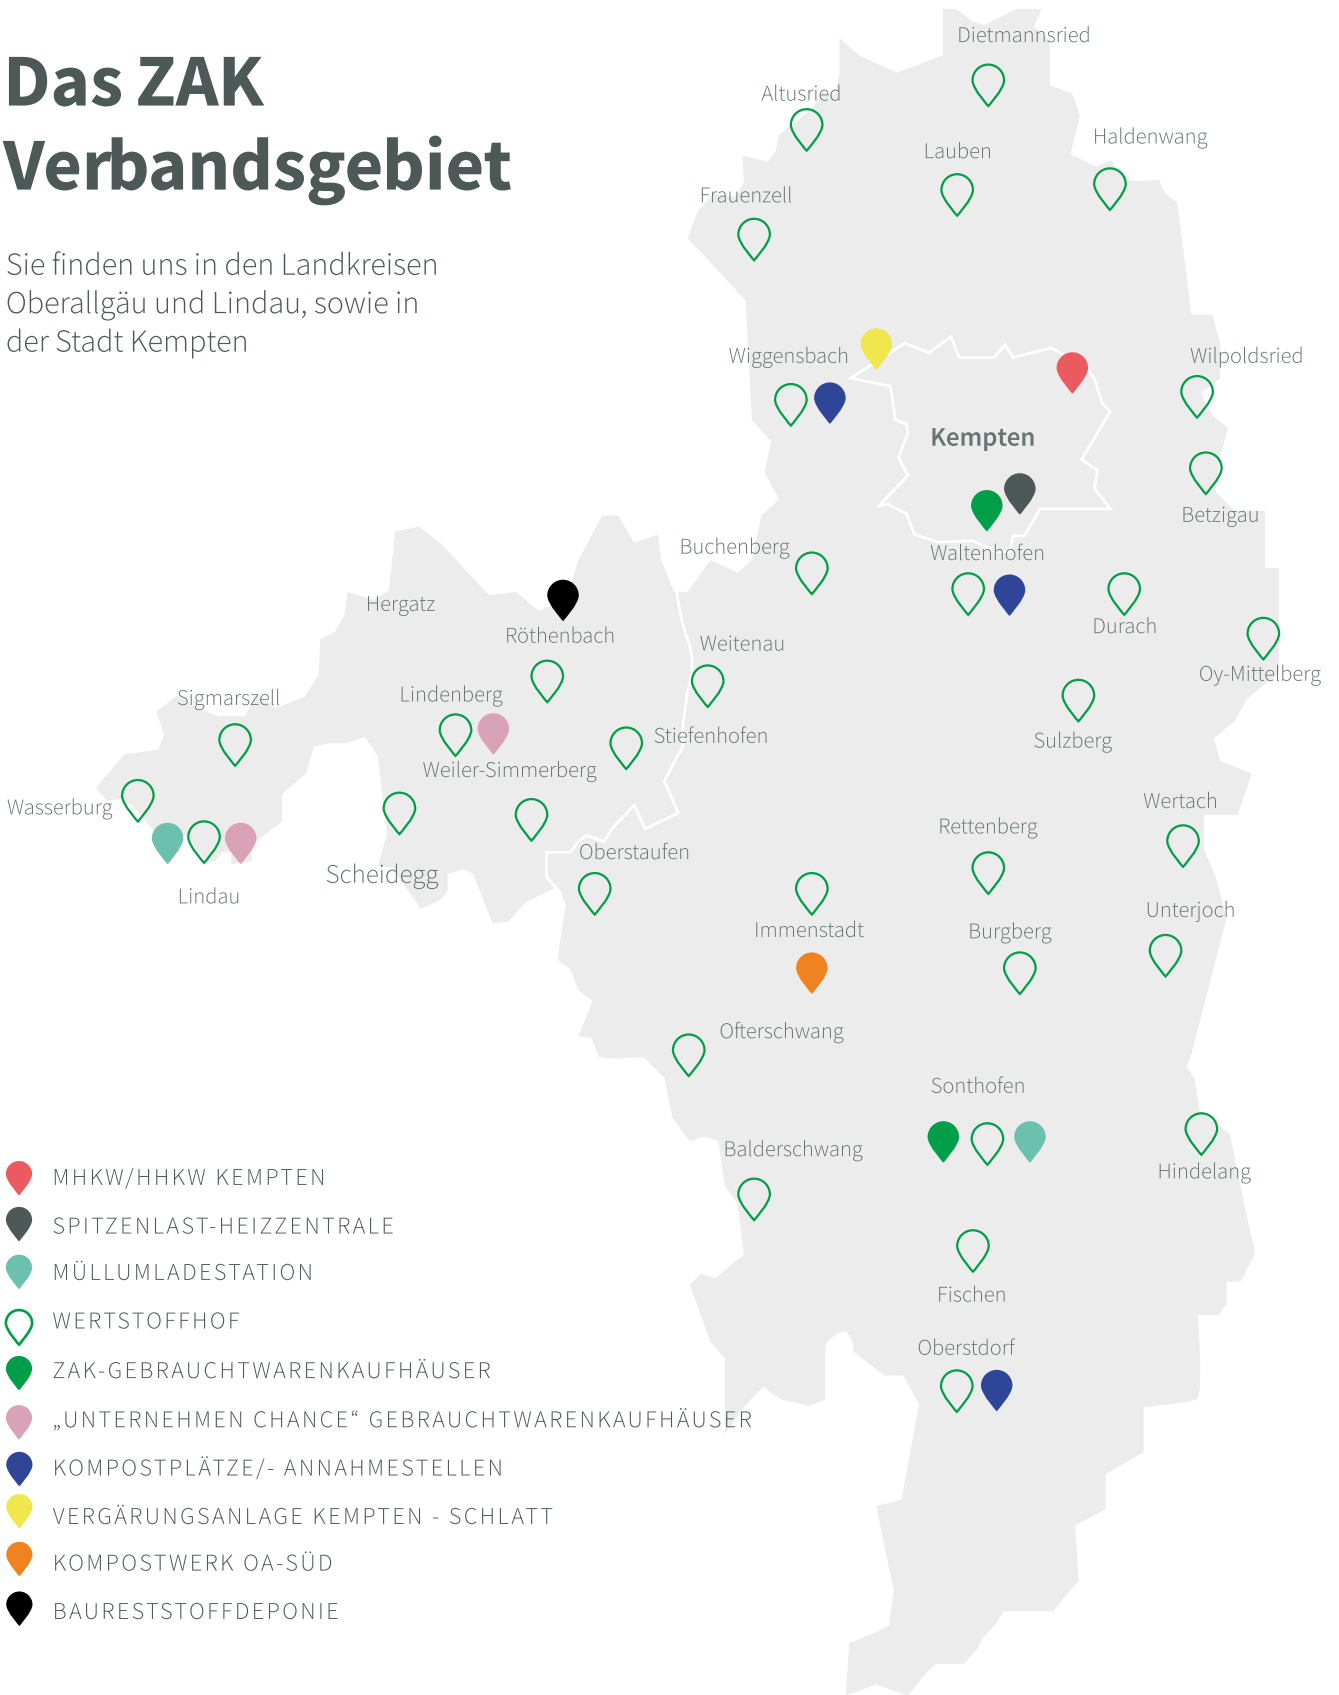 Das ZAK
Verbandsgebiet
Sie finden uns in den Landkreisen
Oberallgäu und Lindau, sowie in
der Stadt Kempten
Dietmannsried
Altusried
Haldenwang
Lauben
Frauenzell
Wiggensbach
Wilpoldsried
Kempten
Betzigau
Buchenberg
Waltenhofen
Hergatz
Durach
Röthenbach
Weitenau
Oy-Mittelberg
Sigmarszell
Lindenberg
Stiefenhofen
Sulzberg
Weiler-Simmerberg
Wasserburg
Wertach
Rettenberg
Oberstaufen
Scheidegg
Lindau
Unterjoch
Immenstadt
Burgberg
Ofterschwang
Sonthofen
Balderschwang
Hindelang
Fischen
Oberstdorf
MHKW/HHKW KEMPTEN
SPITZENLAST-HEIZZENTRALE
MÜLLUMLADESTATION
WERTSTOFFHOF
ZAK-GEBRAUCHTWARENKAUFHÄUSER
„UNTERNEHMEN CHANCE“ GEBRAUCHTWARENKAUFHÄUSER
KOMPOSTPLÄTZE/- ANNAHMESTELLEN
VERGÄRUNGSANLAGE KEMPTEN - SCHLATT
KOMPOSTWERK OA-SÜD
BAURESTSTOFFDEPONIE